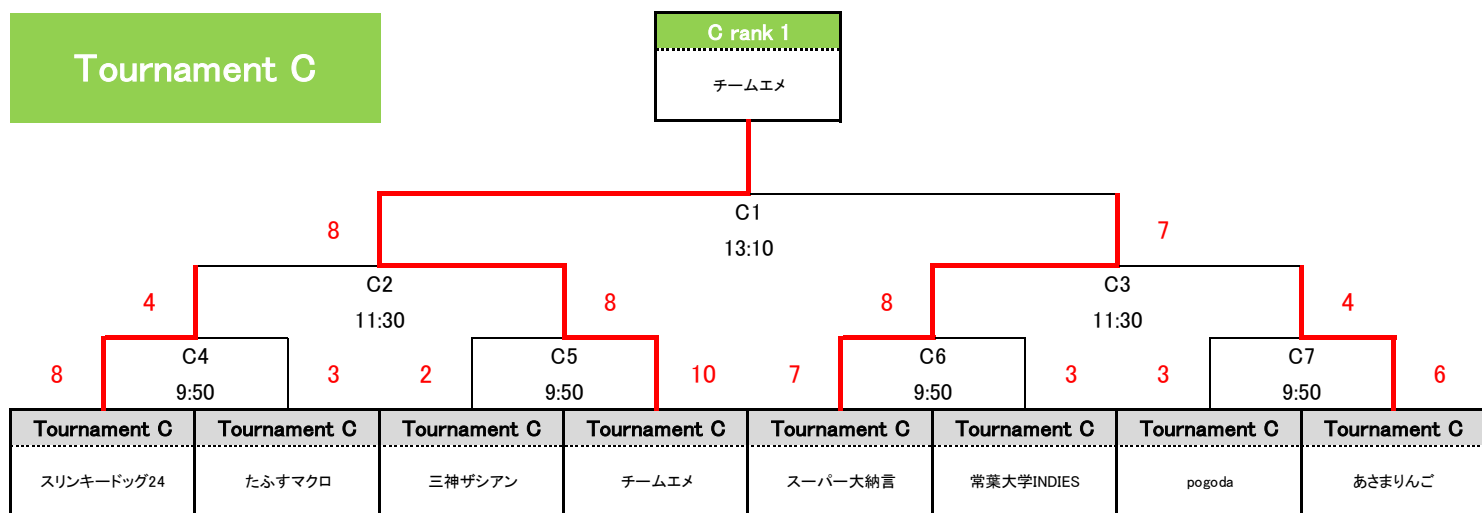 Tournament C
C rank 1
チームエメ
C1
8
7
13:10
C2
C3
4
8
8
4
11:30
11:30
C4
C5
C6
C7
8
3
2
10
7
3
3
6
9:50
9:50
9:50
9:50
Tournament C
Tournament C
Tournament C
Tournament C
Tournament C
Tournament C
Tournament C
Tournament C
スリンキードッグ24
たふすマクロ
三神ザシアン
チームエメ
スーパー大納言
常葉大学INDIES
pogoda
あさまりんご